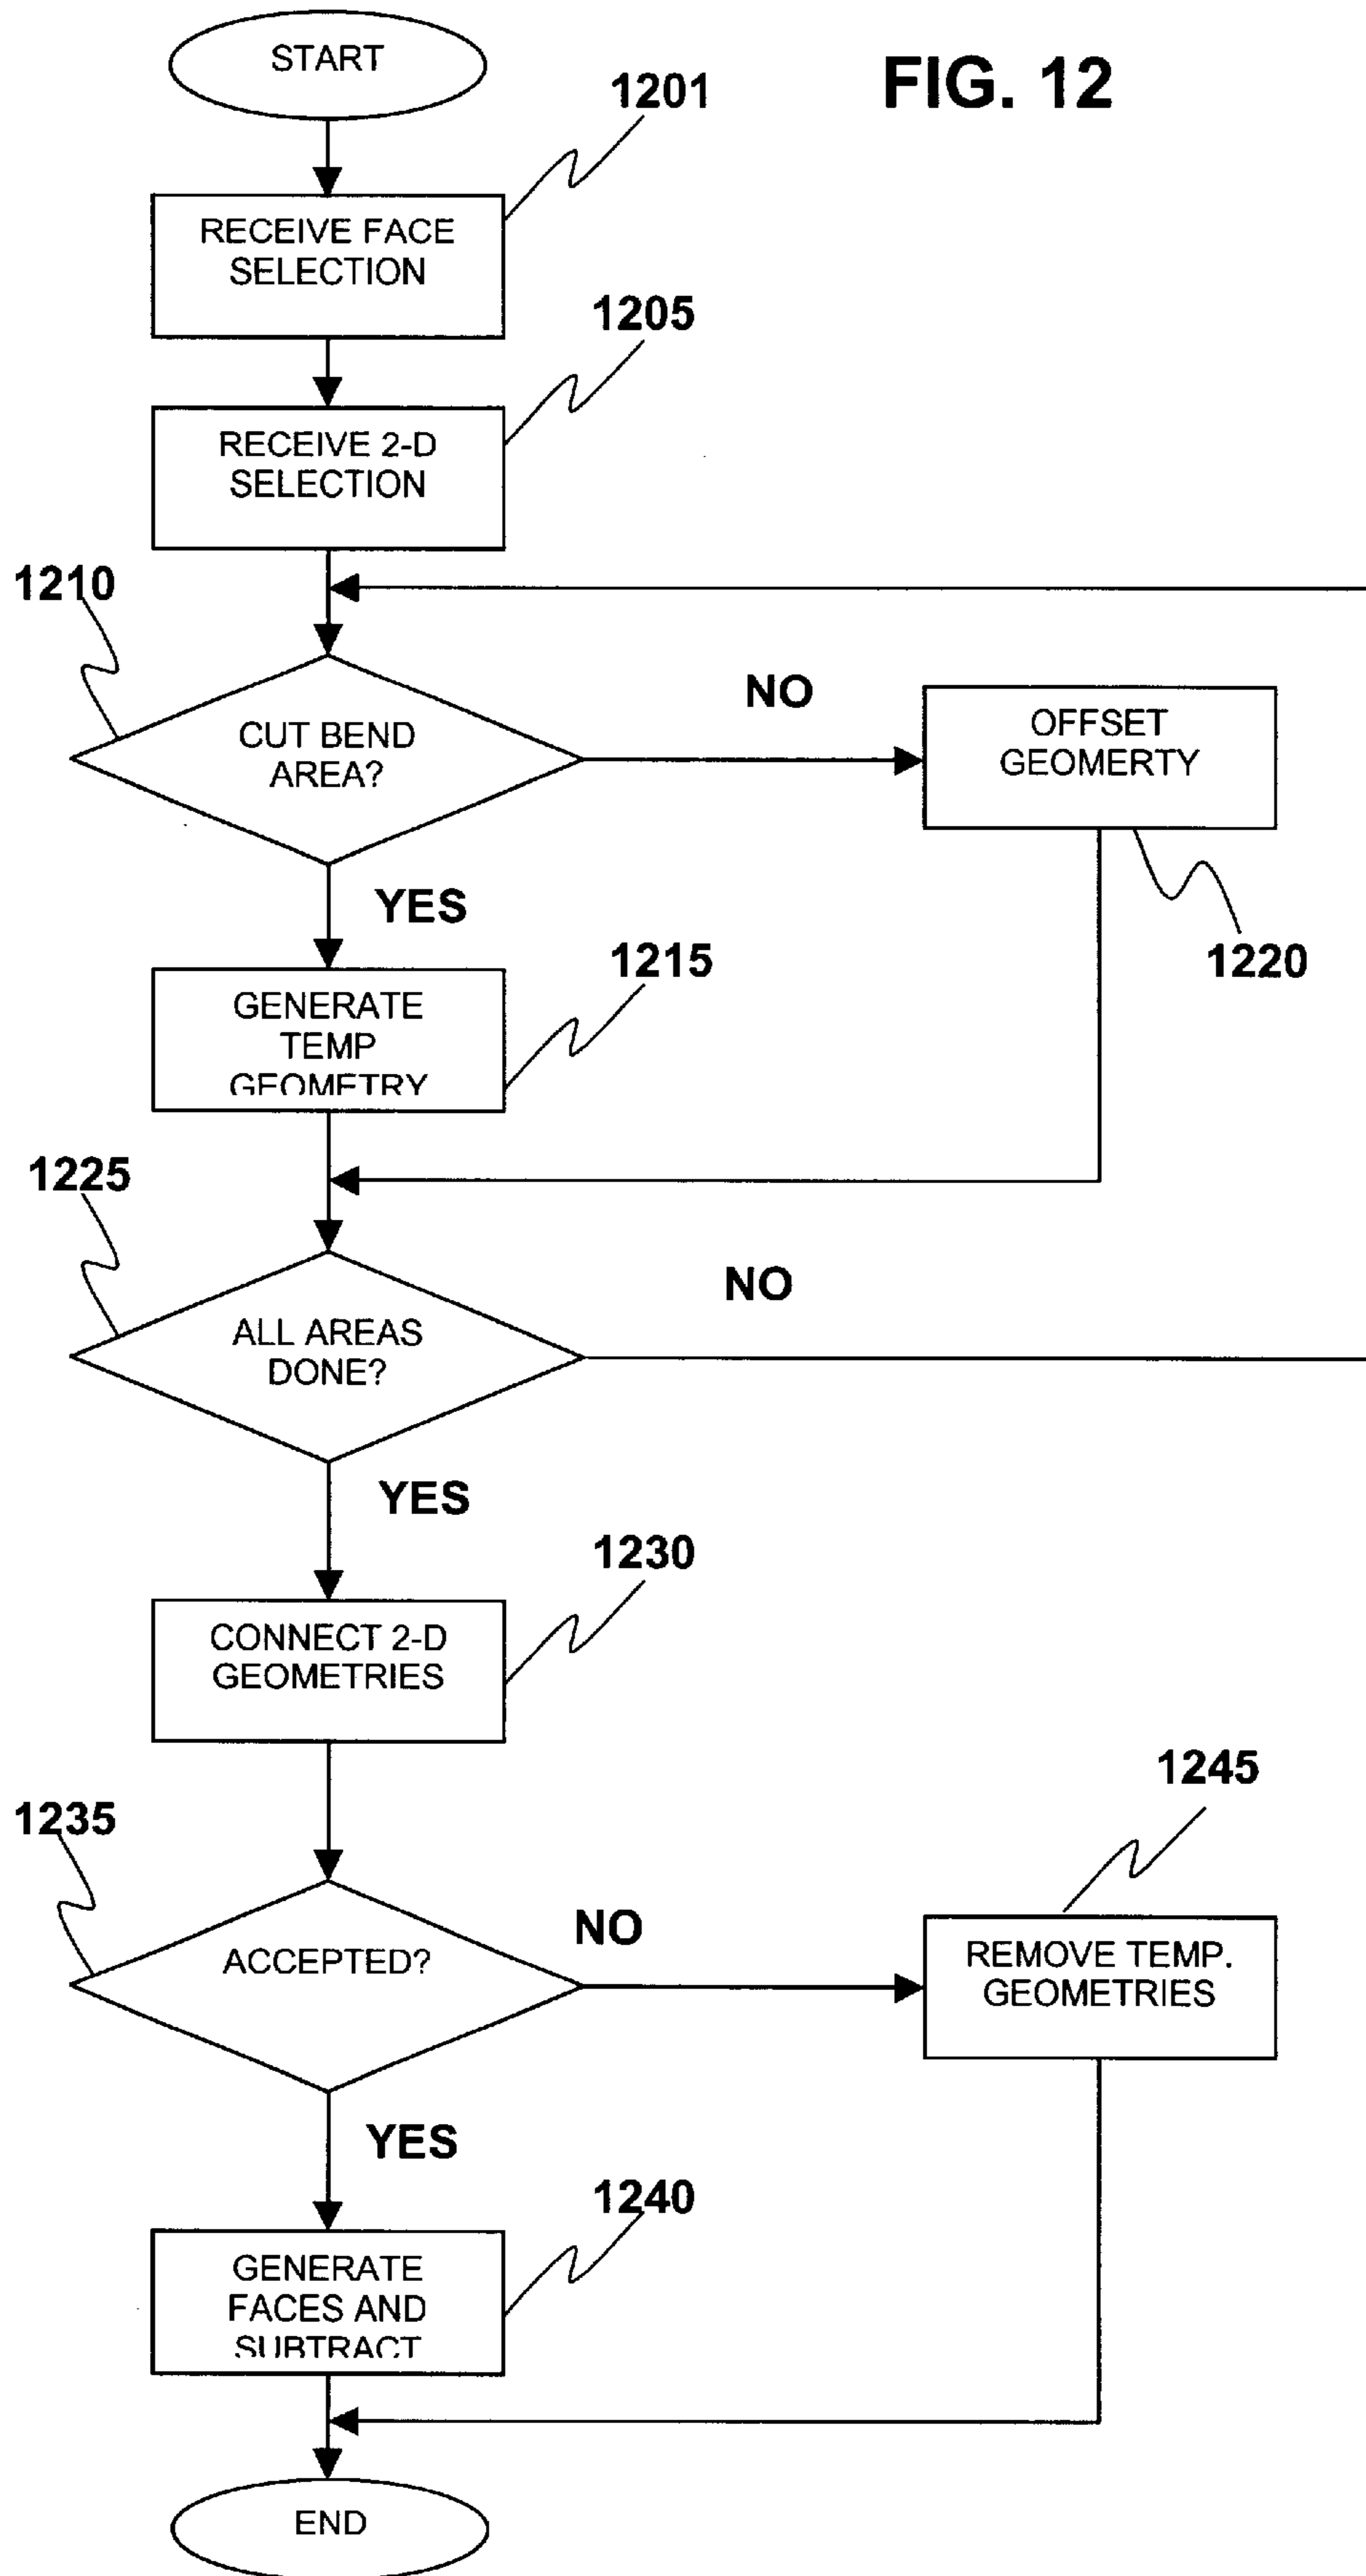 START
FIG. 12
1201
RECEIVE FACE
SELECTION
1205
RECEIVE 2-D
SELECTION
1210
CUT BEND
AREA?
NO
OFFSET
GEOMERTY
1220
YES
1215
GENERATE
TEMP
GEOMETRY
1225
ALL AREAS
DONE?
NO
YES
1230
CONNECT 2-D
GEOMETRIES
1235
ACCEPTED?
NO
1245
REMOVE TEMP.
GEOMETRIES
YES
1240
GENERATE
FACES AND
SUBTRACT
END